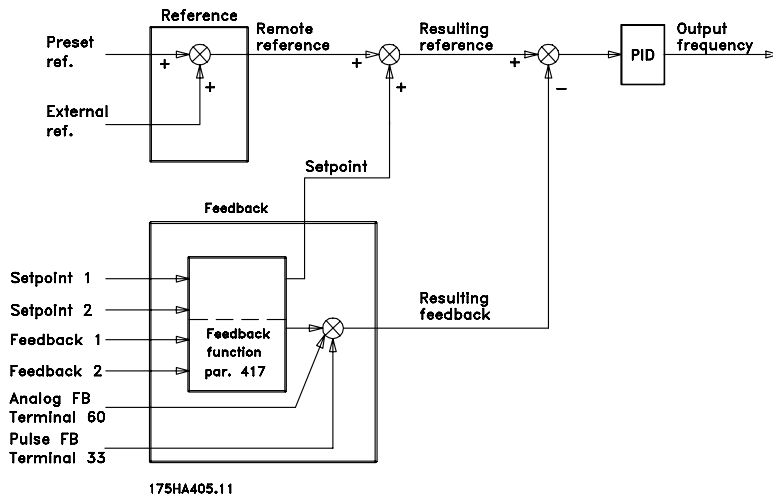 Reference
Preset
ref.
+
+
External
ref.
Remote
reference
+
+
Resulting
reference
+
−
PID
Output
frequency
Setpoint
Feedback
Setpoint 1
Setpoint 2
Feedback 1
Feedback 2
Feedback
function
par. 417
Resulting
feedback
Analog FB
Terminal 60
Pulse FB
Terminal 33
175HA405.11